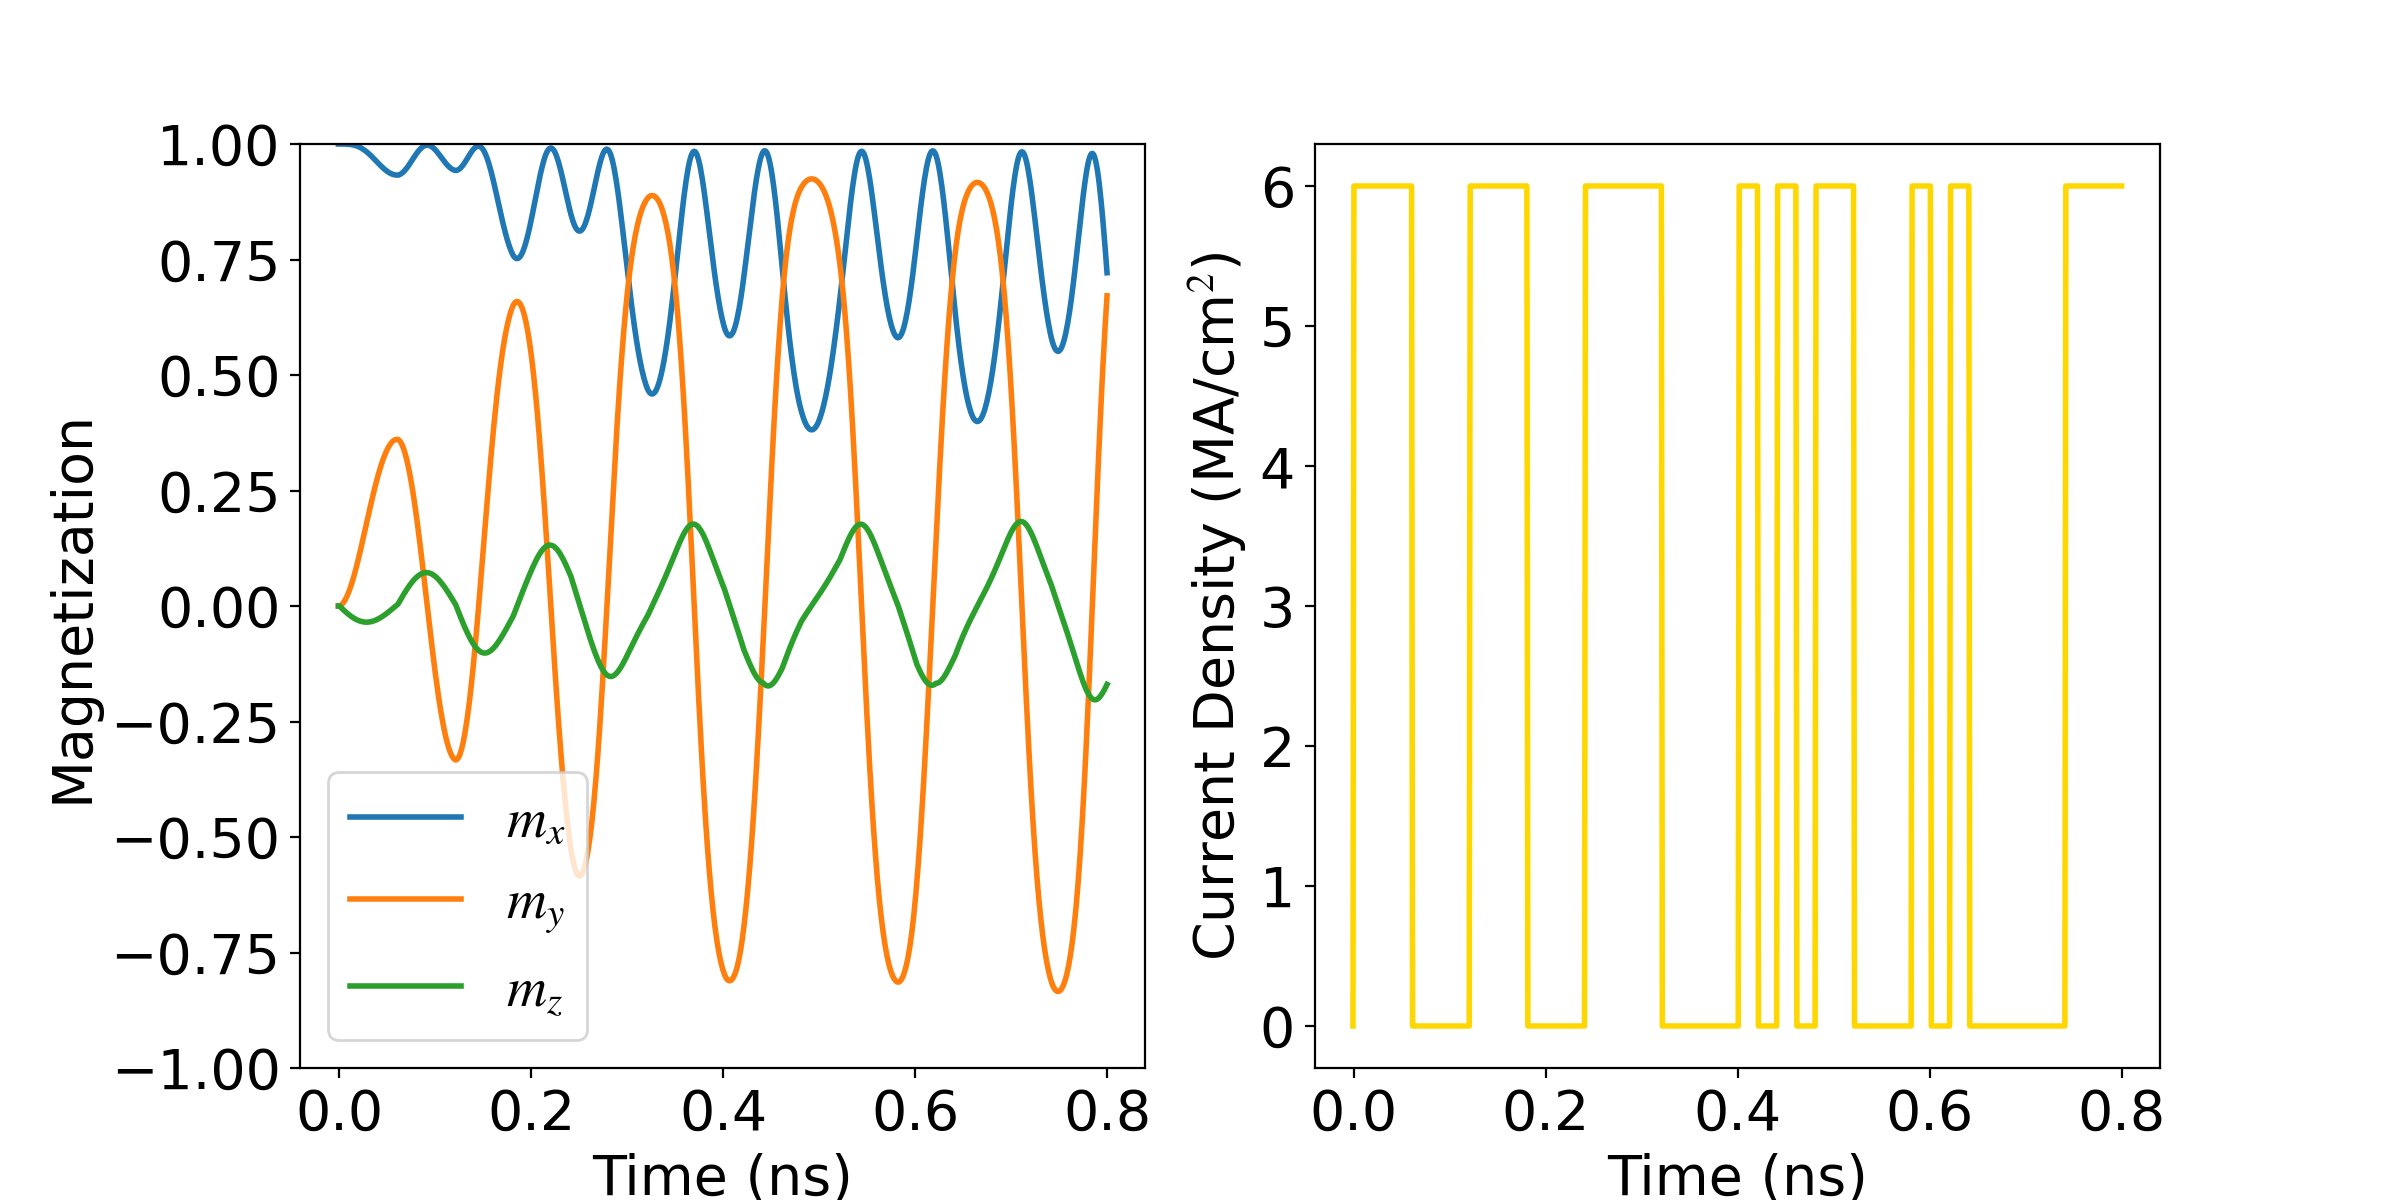 Magnetization
1.00
0.75
0.50
0.25
0.00
−0.25
−0.50
−0.75
−1.00
m_x
m_y
m_z
0.0 0.2 0.4 0.6 0.8
Time (ns)
Current Density (MA/cm²)
6
5
4
3
2
1
0
0.0 0.2 0.4 0.6 0.8
Time (ns)